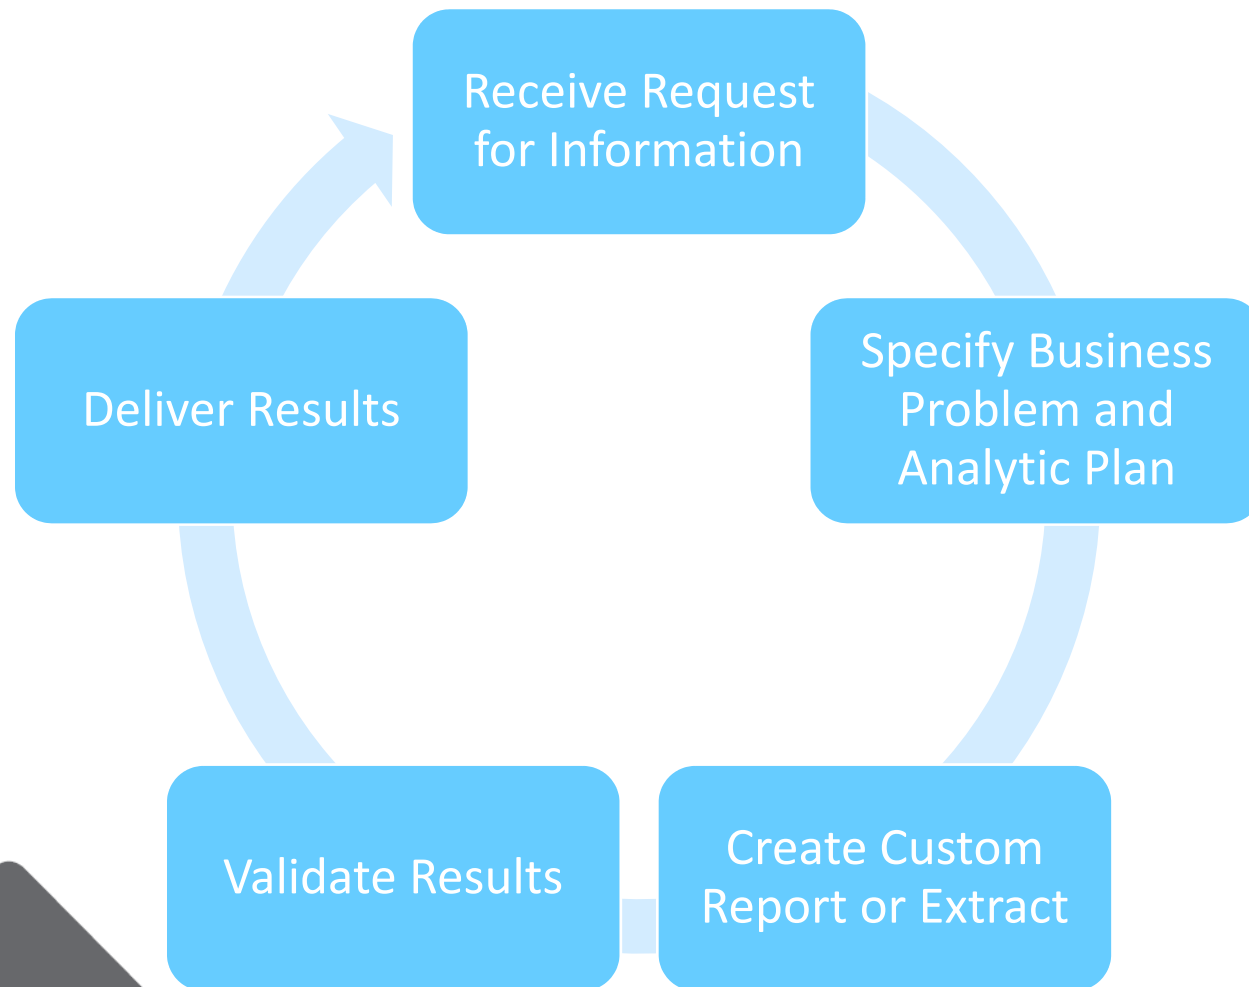 Receive Request
for Information
Specify Business
Problem and
Analytic Plan
Create Custom
Report or Extract
Validate Results
Deliver Results